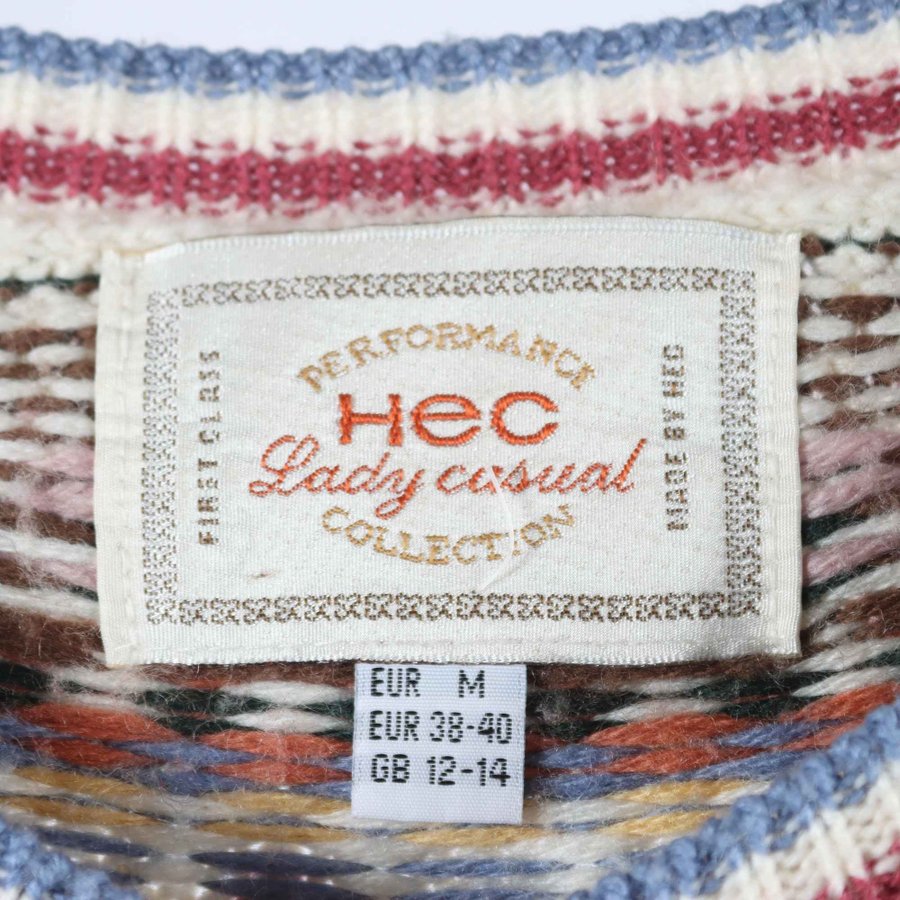 PERFORMANCE
HeC
Lady casual
COLLECTION
FIRST CLASS
MADE BY HEC
EUR M
EUR 38-40
GB 12-14